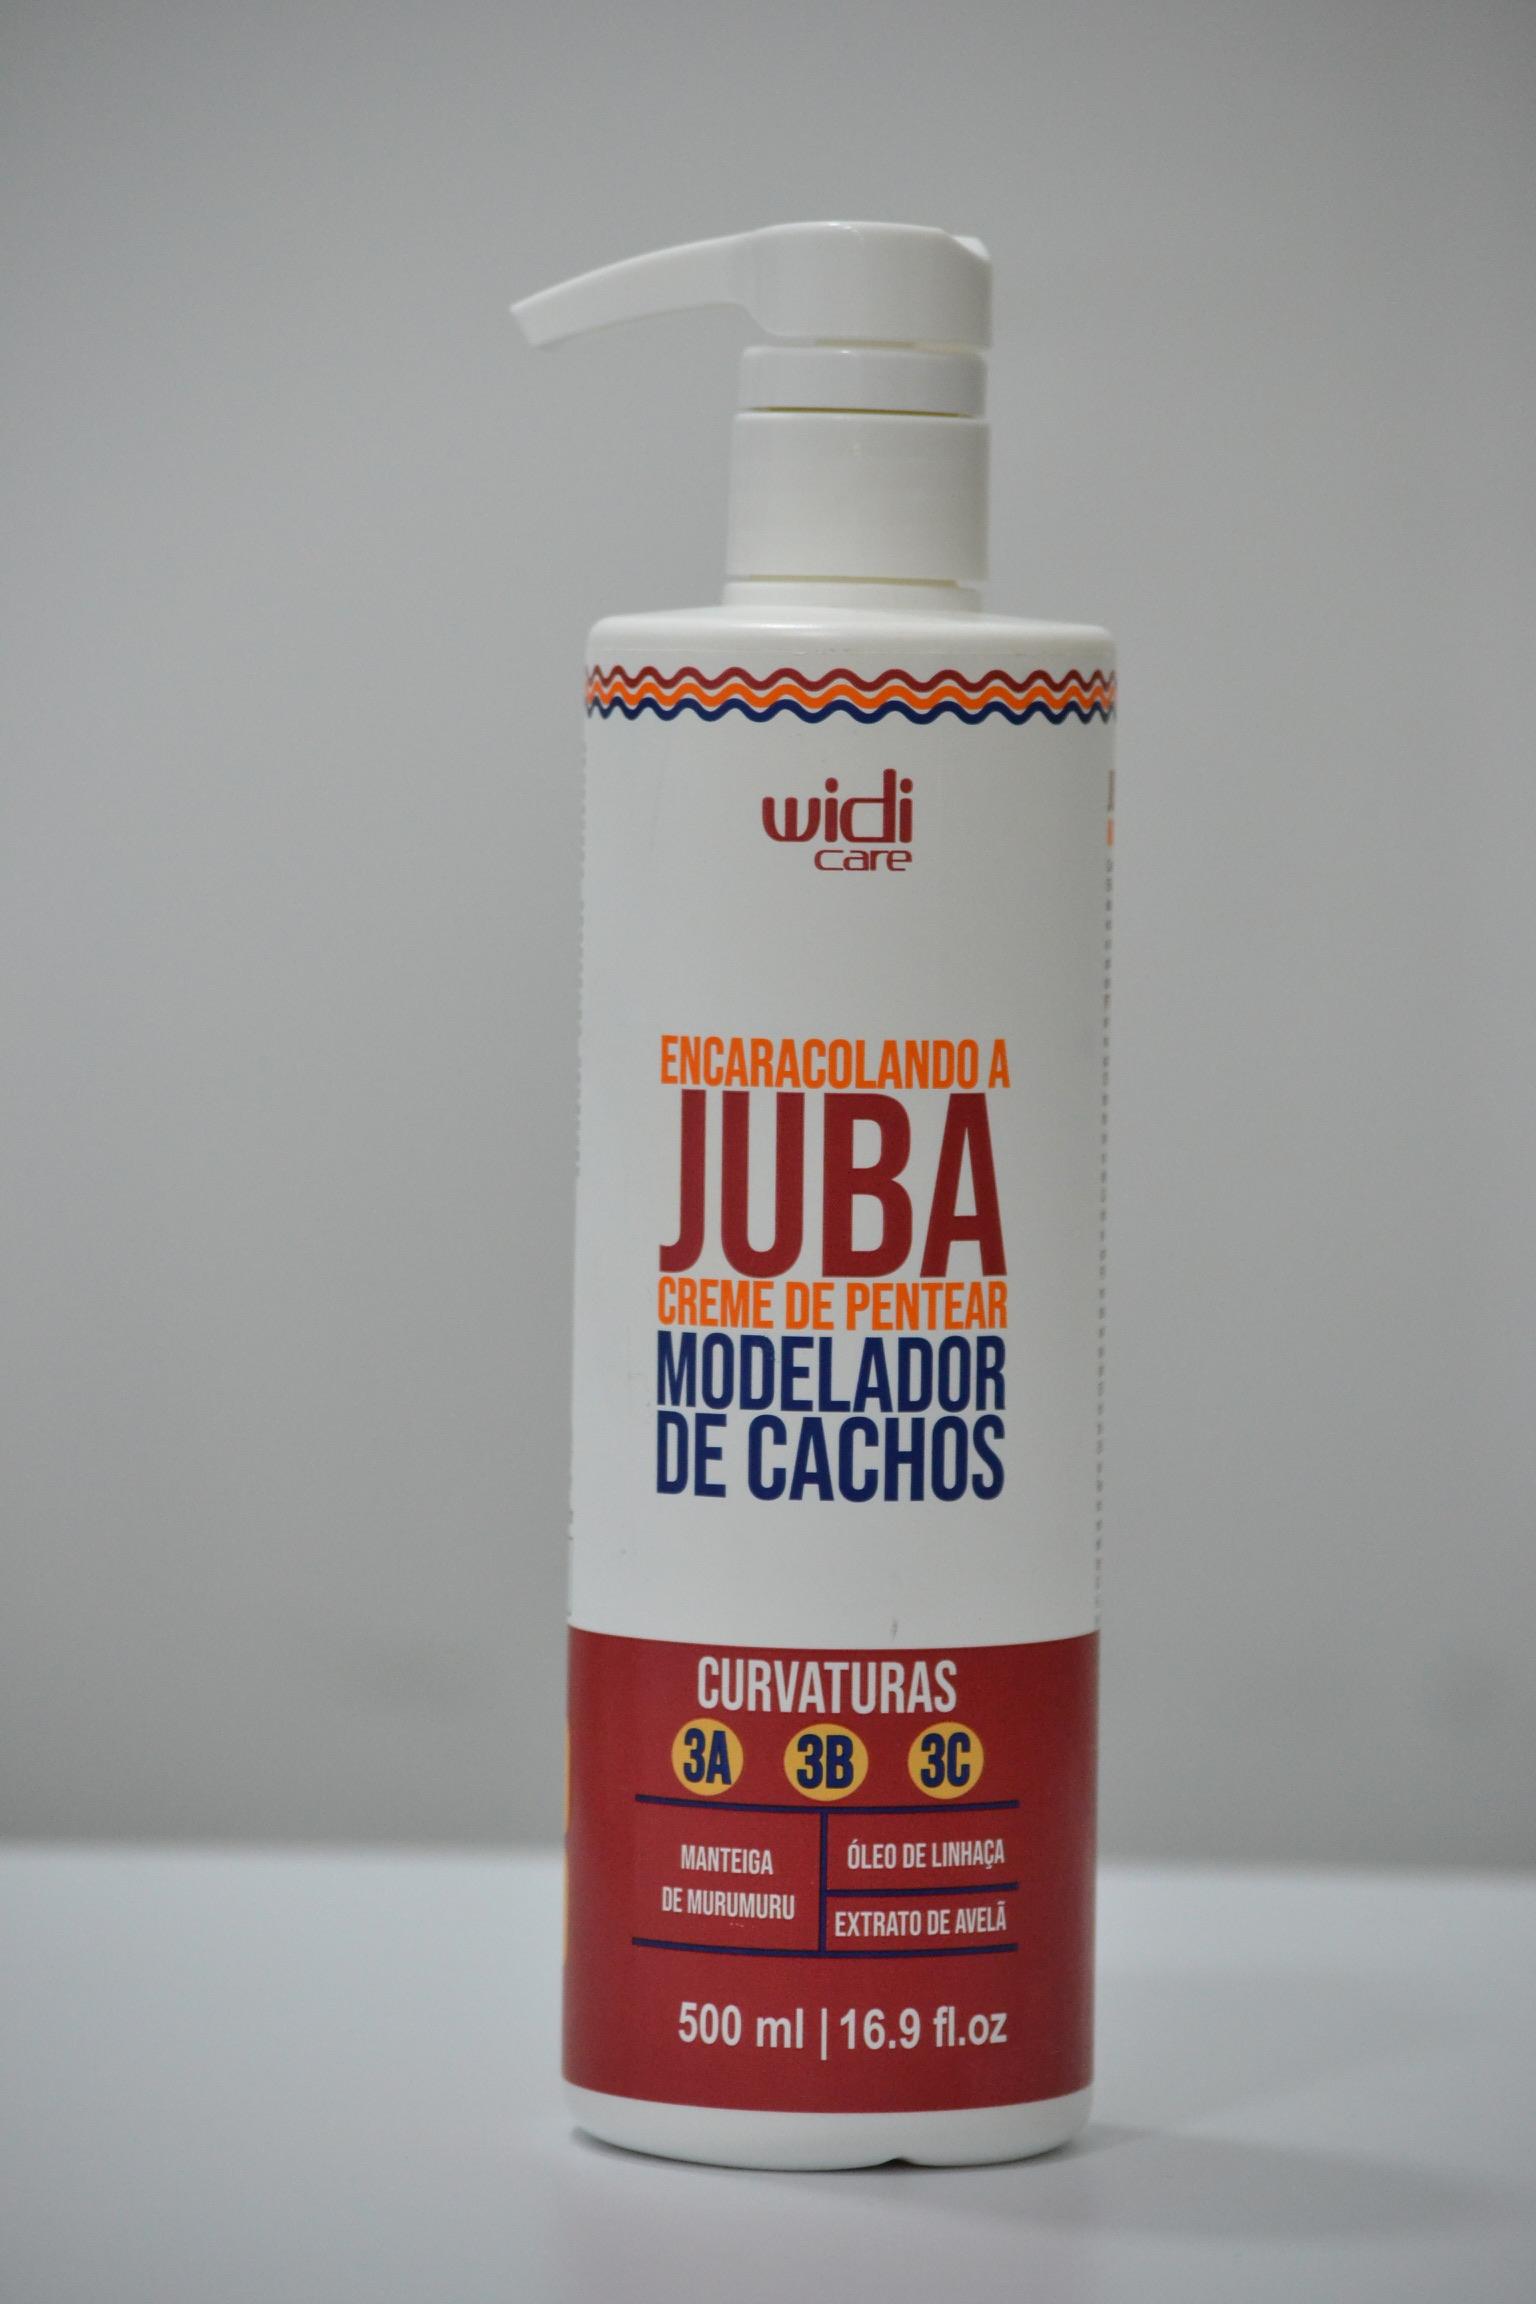 widi
care
ENCARACOLANDO A
JUBA
CREME DE PENTEAR
MODELADOR
DE CACHOS
CURVATURAS
3A 3B 3C
MANTEIGA
DE MURUMURU
ÓLEO DE LINHAÇA
EXTRATO DE AVELÃ
500 ml | 16.9 fl.oz